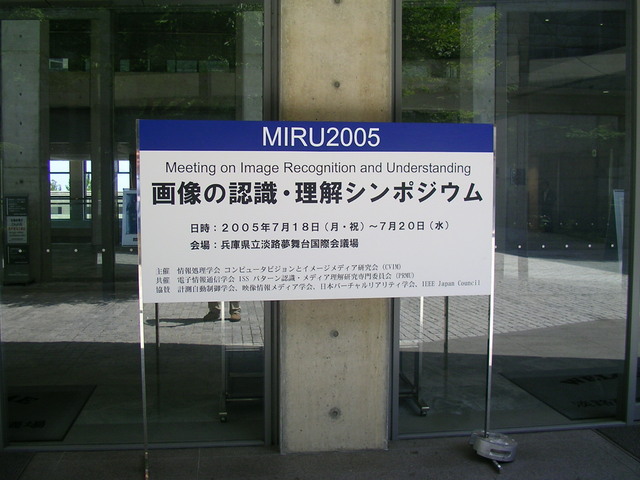 MIRU2005
Meeting on Image Recognition and Understanding
画像の認識・理解シンポジウム
日時：2005年7月18日（月・祝）～7月20日（水）
会場：兵庫県立淡路夢舞台国際会議場
主催 情報処理学会 コンピュータビジョンとイメージメディア研究会 (CVIM)
共催 電子情報通信学会 ISS パターン認識・メディア理解研究専門委員会 (PRMU)
協賛 計測自動制御学会、映像情報メディア学会、日本バーチャルリアリティ学会、IEEE Japan Council